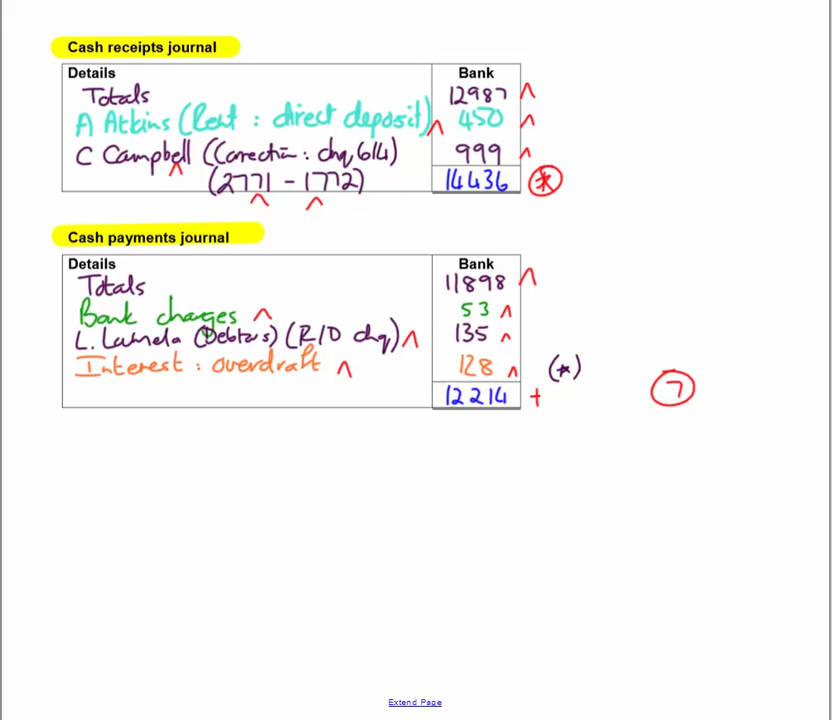 Cash receipts journal
Details Bank
Totals 12987 ^
A Atkins (Rent : direct deposit) ^ 450 ^
C Campbell (Correction : chq 614) 999 ^
^
(2771 - 1772) 14436 *
^ ^
Cash payments journal
Details Bank
Totals 11898 ^
Bank charges ^ 53 ^
L. Lamela (Debtors) (R/D chq) ^ 135 ^
Interest : overdraft ^ 128 ^ (*)
12214 + 7
Extend Page